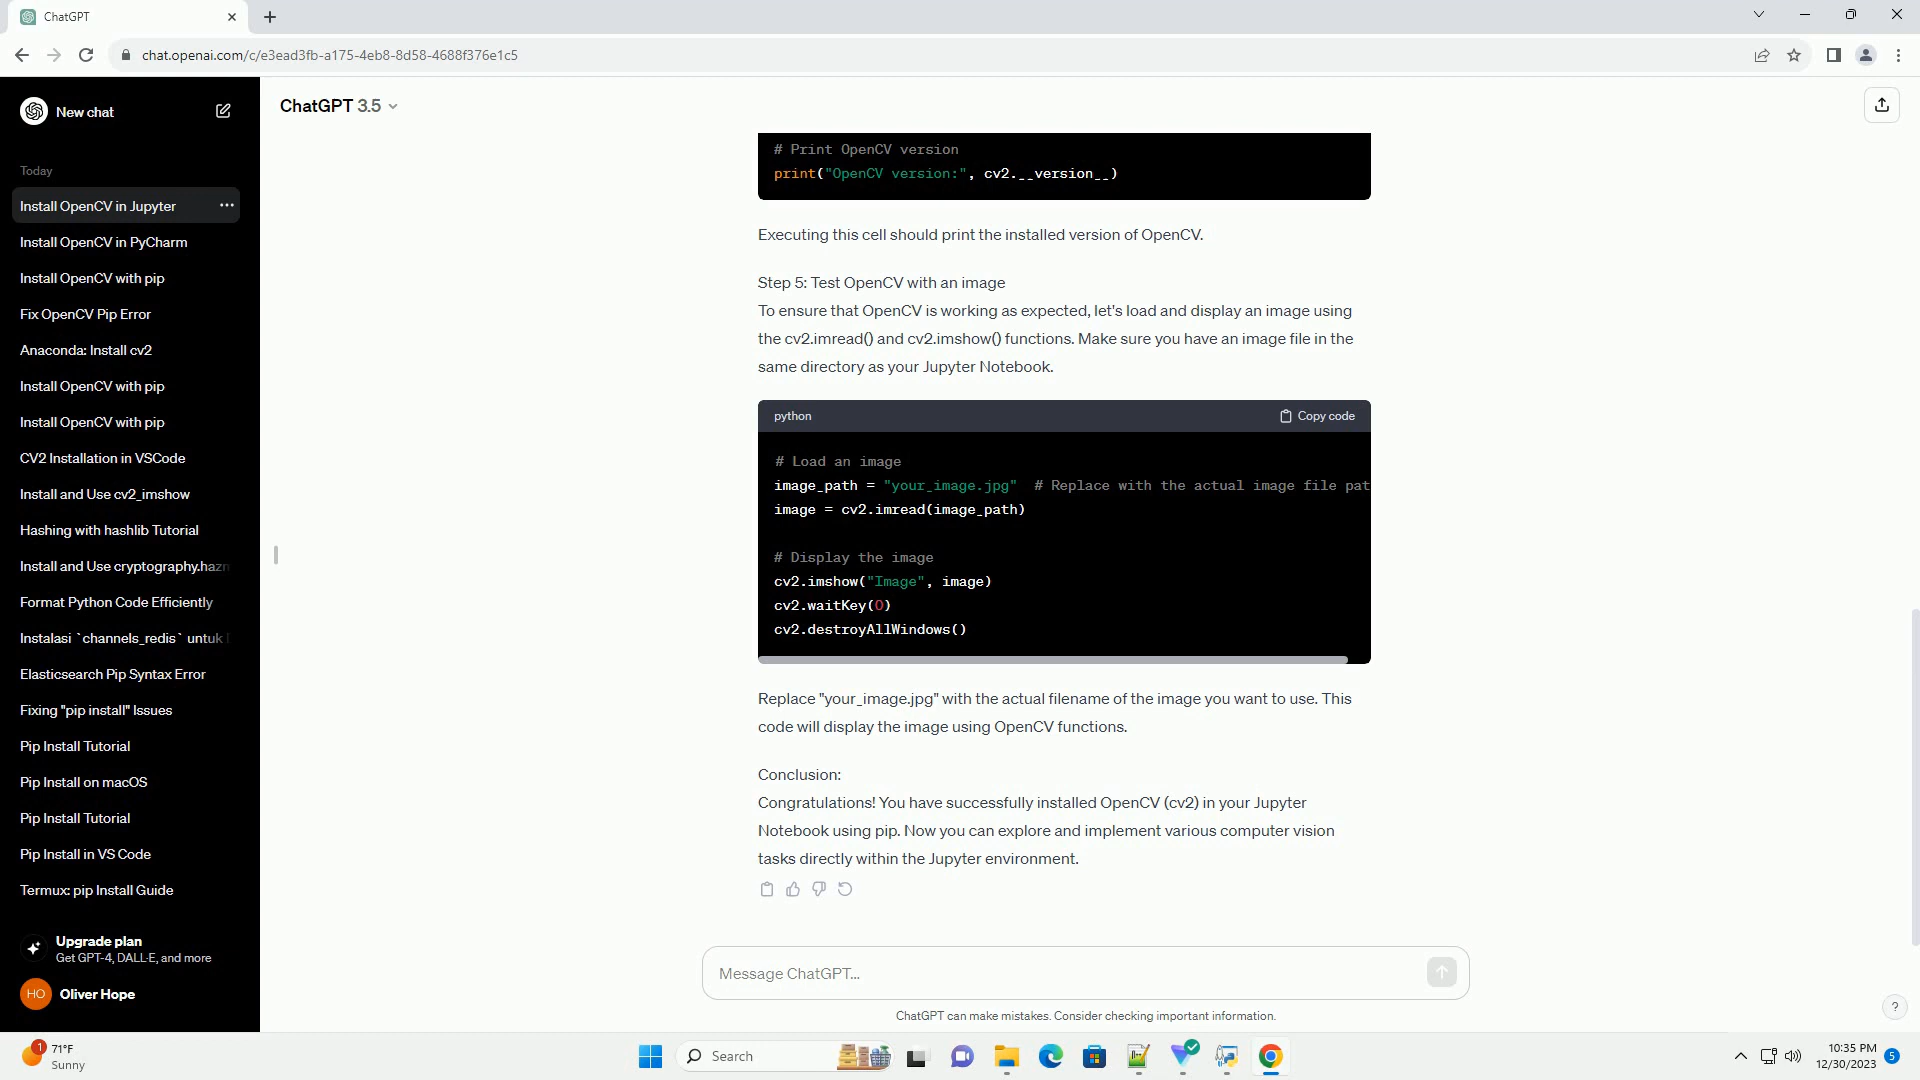 ChatGPT
chat.openai.com/c/e3ead3fb-a175-4eb8-8d58-4688f376e1c5
New chat
Today
Install OpenCV in Jupyter
Install OpenCV in PyCharm
Install OpenCV with pip
Fix OpenCV Pip Error
Anaconda: Install cv2
Install OpenCV with pip
Install OpenCV with pip
CV2 Installation in VSCode
Install and Use cv2_imshow
Hashing with hashlib Tutorial
Install and Use cryptography.hazm
Format Python Code Efficiently
Instalasi `channels_redis` untuk
Elasticsearch Pip Syntax Error
Fixing "pip install" Issues
Pip Install Tutorial
Pip Install on macOS
Pip Install Tutorial
Pip Install in VS Code
Termux: pip Install Guide
Upgrade plan
Get GPT-4, DALL·E, and more
HO
Oliver Hope
ChatGPT 3.5
# Print OpenCV version
print("OpenCV version:", cv2.__version__)
Executing this cell should print the installed version of OpenCV.
Step 5: Test OpenCV with an image
To ensure that OpenCV is working as expected, let's load and display an image using
the cv2.imread() and cv2.imshow() functions. Make sure you have an image file in the
same directory as your Jupyter Notebook.
python
Copy code
# Load an image
image_path = "your_image.jpg"  # Replace with the actual image file pat
image = cv2.imread(image_path)
# Display the image
cv2.imshow("Image", image)
cv2.waitKey(0)
cv2.destroyAllWindows()
Replace "your_image.jpg" with the actual filename of the image you want to use. This
code will display the image using OpenCV functions.
Conclusion:
Congratulations! You have successfully installed OpenCV (cv2) in your Jupyter
Notebook using pip. Now you can explore and implement various computer vision
tasks directly within the Jupyter environment.
Message ChatGPT...
ChatGPT can make mistakes. Consider checking important information.
?
1
71°F
Sunny
Search
10:35 PM
12/30/2023
5